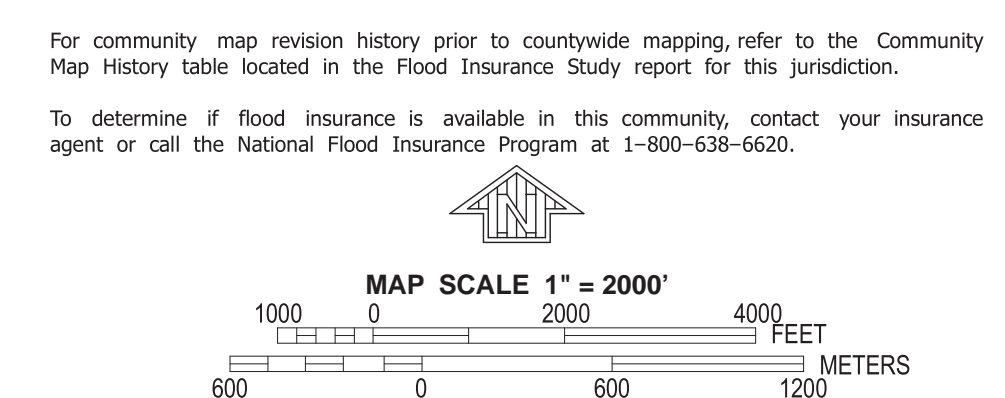 For community map revision history prior to countywide mapping, refer to the Community
Map History table located in the Flood Insurance Study report for this jurisdiction.
To determine if flood insurance is available in this community, contact your insurance
agent or call the National Flood Insurance Program at 1–800–638–6620.
N
MAP SCALE 1" = 2000’
1000 0 2000 4000
FEET
METERS
600 0 600 1200